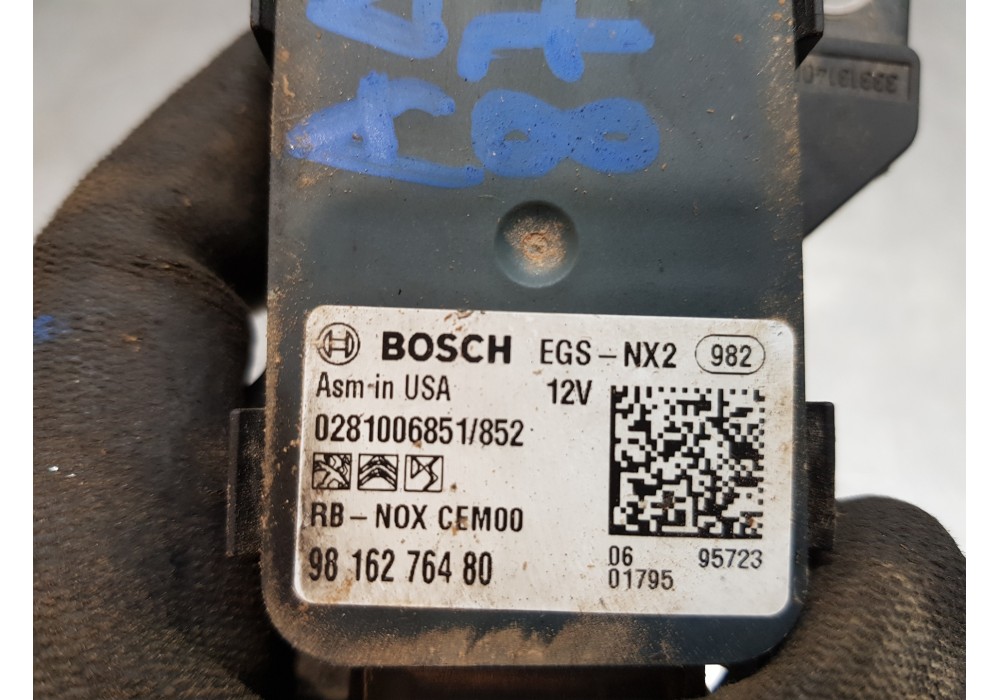 BOSCH EGS-NX2 982
Asm in USA 12V
0281006851/852
RB-NOX CEM00
98 162 764 80
06 95723
01795